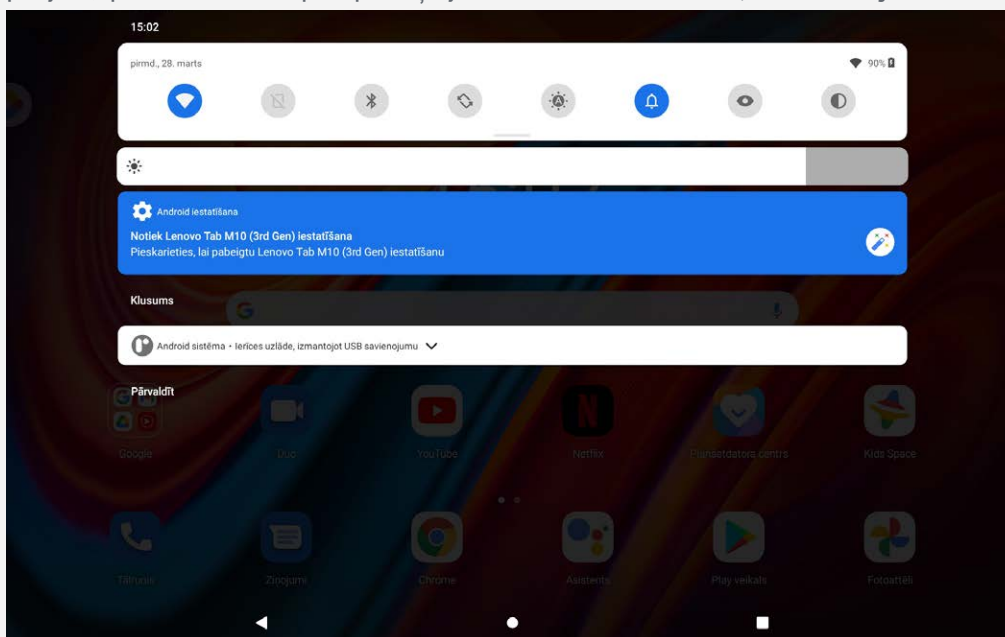 15:02
pirmd., 28. marts
90%
Android iestatīšana
Notiek Lenovo Tab M10 (3rd Gen) iestatīšana
Pieskarieties, lai pabeigtu Lenovo Tab M10 (3rd Gen) iestatīšanu
Klusums
Android sistēma • Ierīces uzlāde, izmantojot USB savienojumu
Pārvaldīt
Google Duo YouTube Netflix Planšetdatora centrs Kids Space
Tālrunis Ziņojumi Chrome Asistents Play veikals Fotoattēli